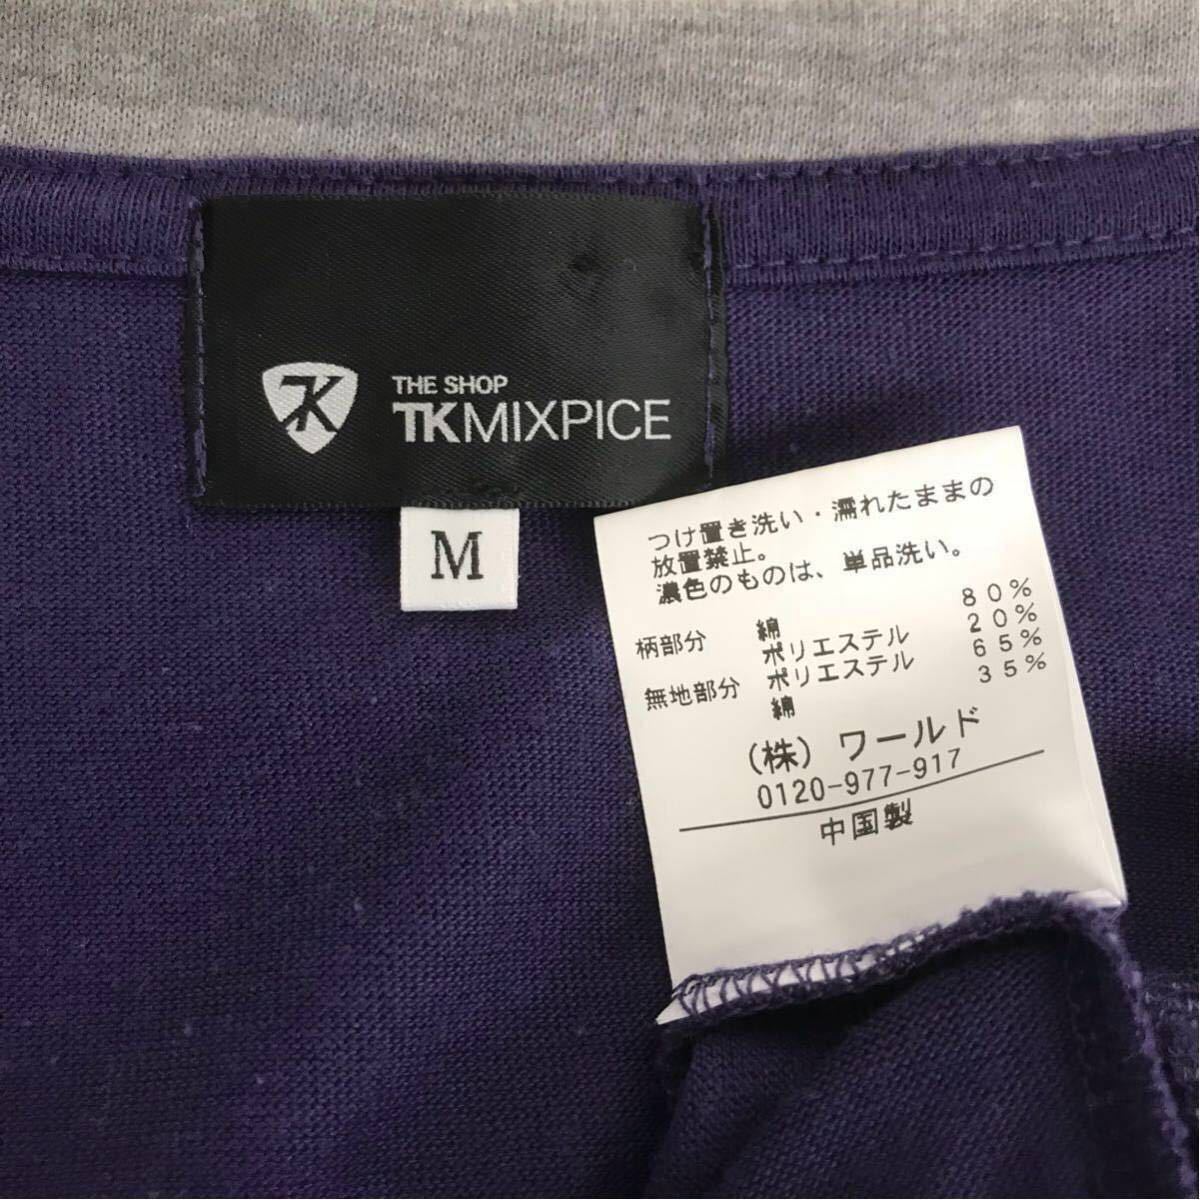 TK
THE SHOP
TKMIXPICE
M
つけ置き洗い・濡れたままの
放置禁止。
濃色のものは、単品洗い。
柄部分 綿 80%
ポリエステル 20%
無地部分 ポリエステル 65%
綿 35%
(株) ワールド
0120-977-917
中国製